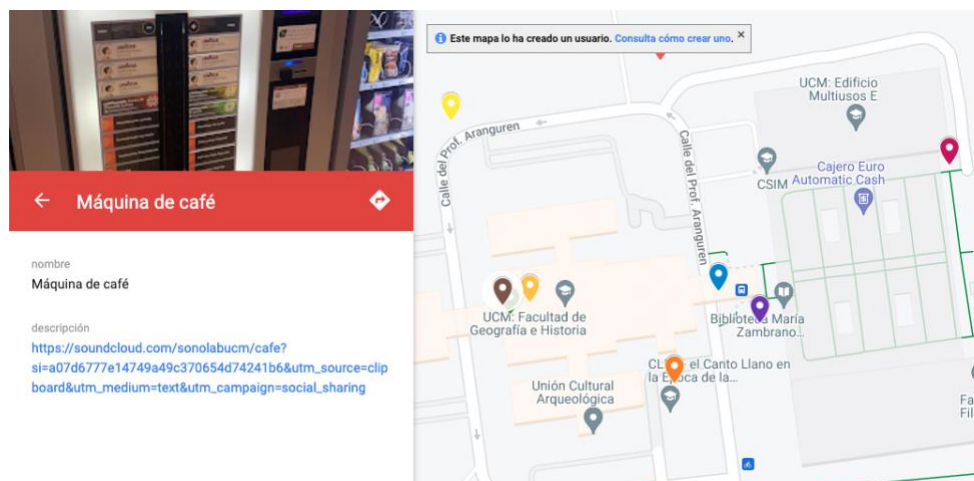 Máquina de café
nombre
Máquina de café
descripción
https://soundcloud.com/sonolabucm/cafe?
si=a07d6777e14749a49c370654d74241b6&utm_source=clip
board&utm_medium=text&utm_campaign=social_sharing
Este mapa lo ha creado un usuario. Consulta cómo crear uno. ×
UCM: Edificio
Multiusos E
Calle del Prof. Aranguren
Calle del Prof. Aranguren
CSIM
Cajero Euro
Automatic Cash
UCM: Facultad de
Geografía e Historia
Biblioteca María
Zambrano...
el Canto Llano en
la Época de la...
Unión Cultural
Arqueológica
Fa
Fil